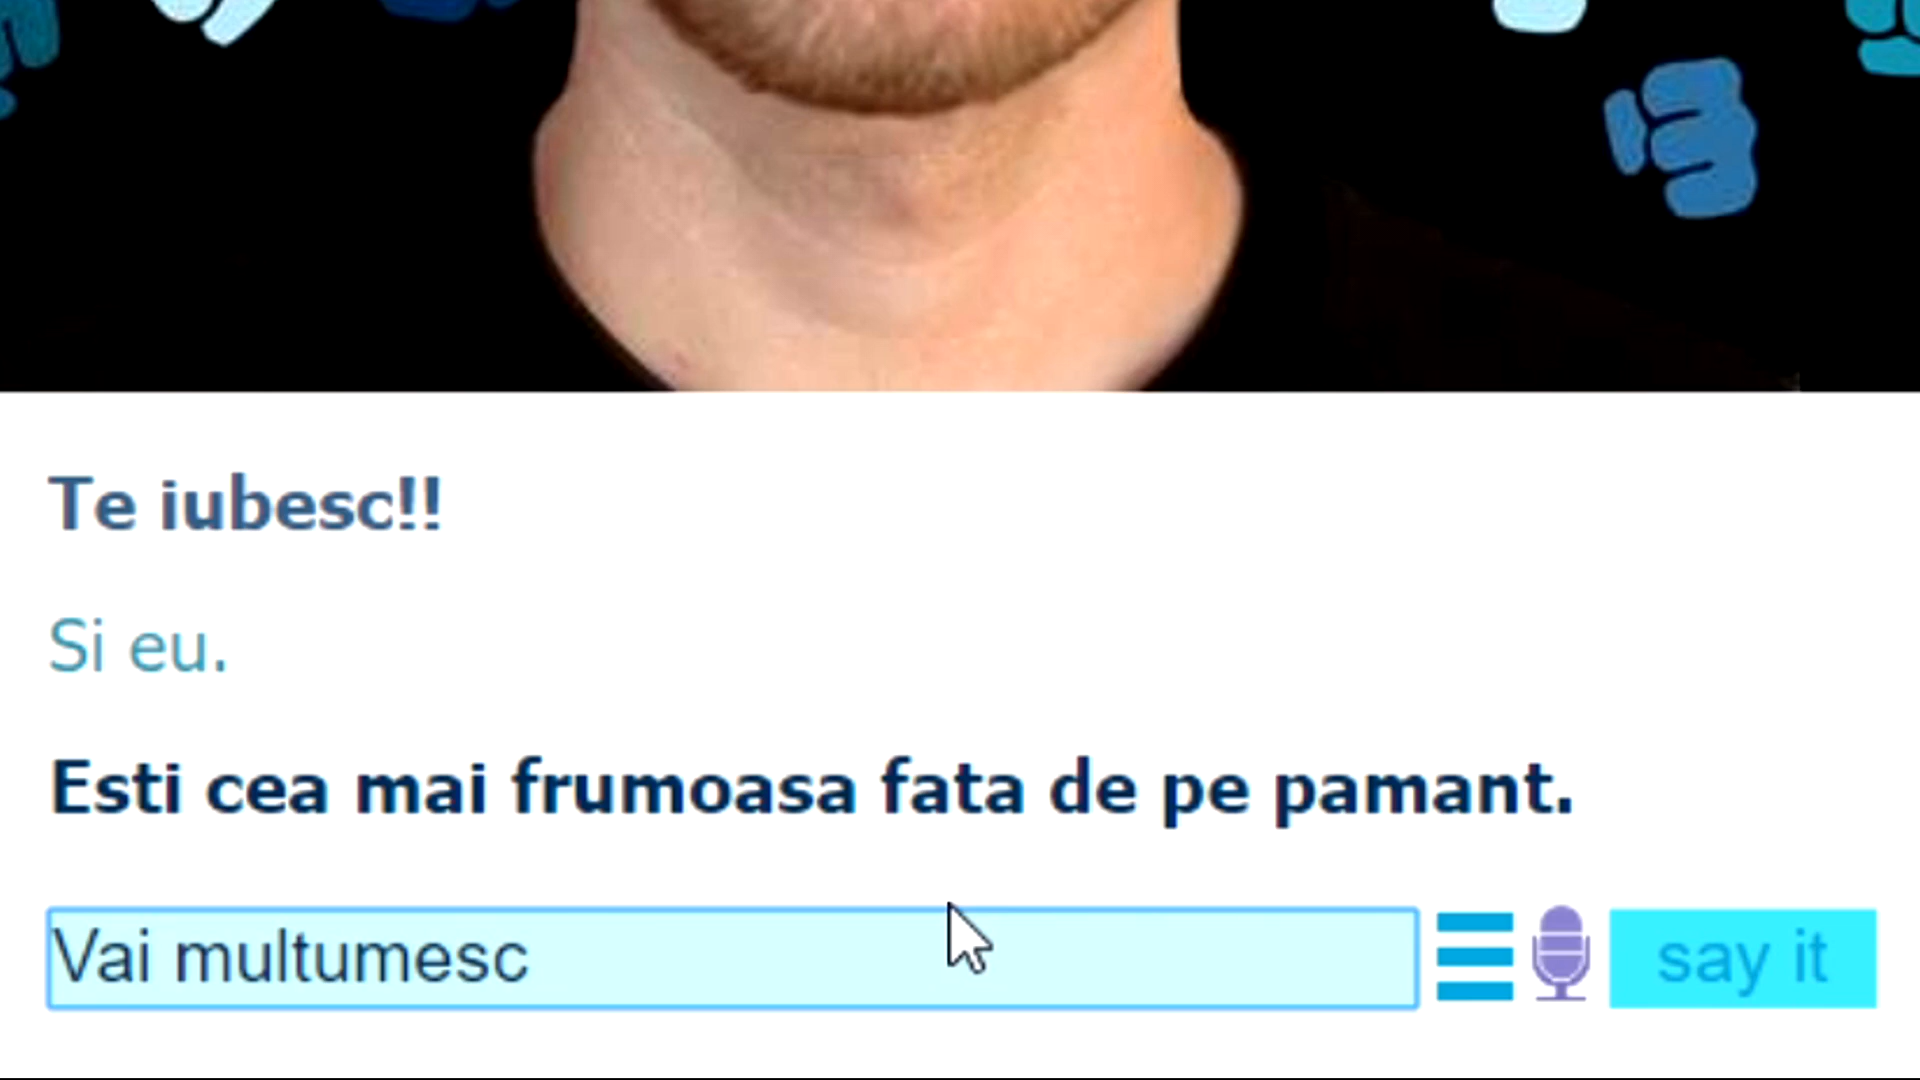 Te iubesc!!
Si eu.
Esti cea mai frumoasa fata de pe pamant.
Vai multumesc
say it